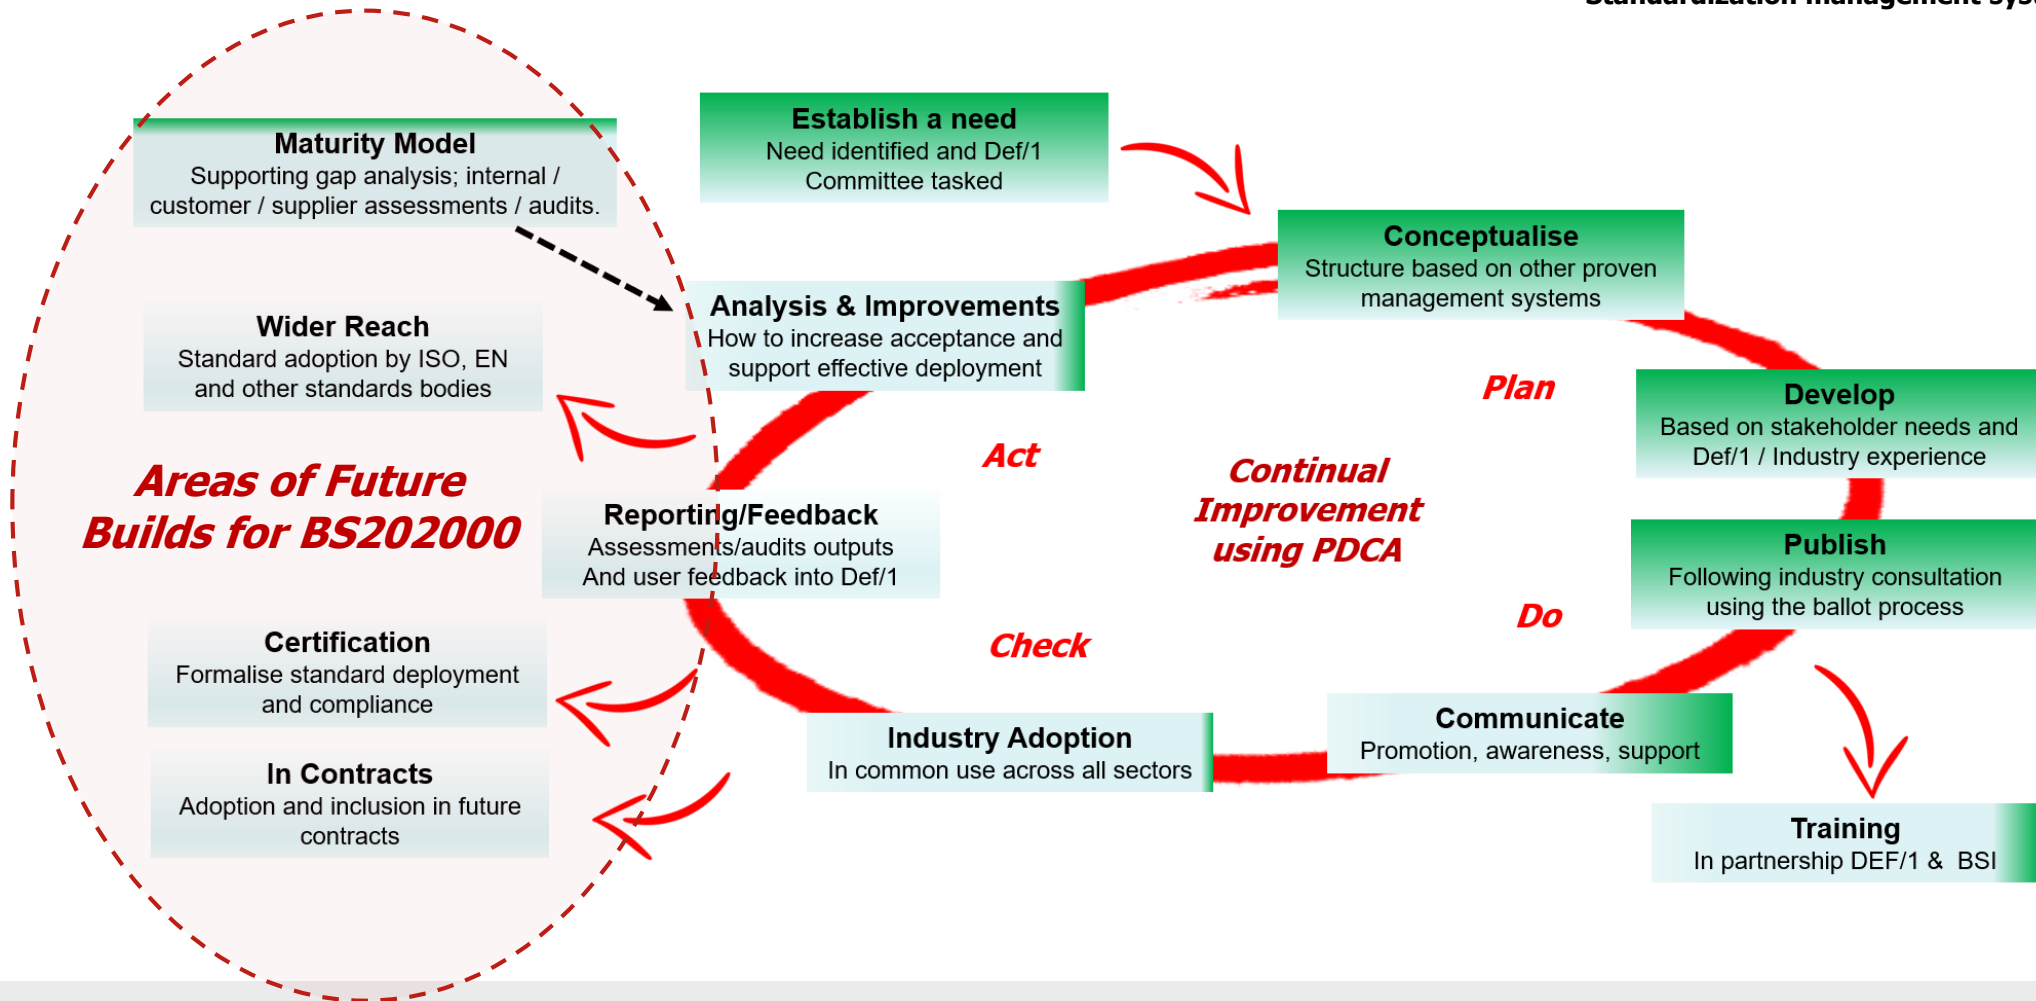 Standardization management
Establish a need
Need identified and Def/1
Committee tasked
Maturity Model
Supporting gap analysis; internal /
customer / supplier assessments / audits.
Conceptualise
Structure based on other proven
management systems
Analysis & Improvements
How to increase acceptance and
support effective deployment
Wider Reach
Standard adoption by ISO, EN
and other standards bodies
Plan
Develop
Based on stakeholder needs and
Def/1 / Industry experience
Act
Continual
Improvement
using PDCA
Areas of Future
Builds for BS202000
Reporting/Feedback
Assessments/audits outputs
And user feedback into Def/1
Publish
Following industry consultation
using the ballot process
Do
Check
Certification
Formalise standard deployment
and compliance
Communicate
Promotion, awareness, support
Industry Adoption
In common use across all sectors
In Contracts
Adoption and inclusion in future
contracts
Training
In partnership DEF/1 & BSI